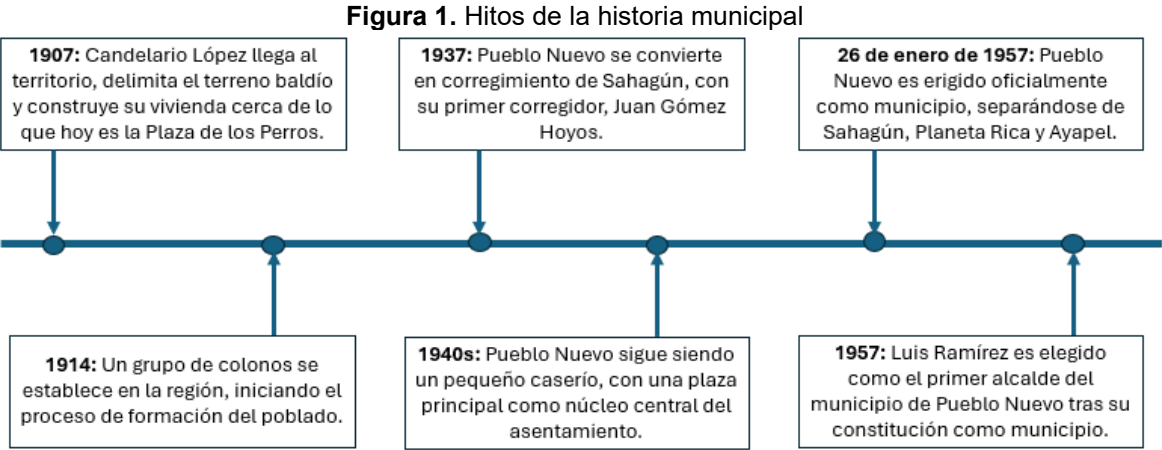 Figura 1. Hitos de la historia municipal
1907: Candelario López llega al
territorio, delimita el terreno baldío
y construye su vivienda cerca de lo
que hoy es la Plaza de los Perros.
1937: Pueblo Nuevo se convierte
en corregimiento de Sahagún, con
su primer corregidor, Juan Gómez
Hoyos.
26 de enero de 1957: Pueblo
Nuevo es erigido oficialmente
como municipio, separándose de
Sahagún, Planeta Rica y Ayapel.
1914: Un grupo de colonos se
establece en la región, iniciando el
proceso de formación del poblado.
1940s: Pueblo Nuevo sigue siendo
un pequeño caserío, con una plaza
principal como núcleo central del
asentamiento.
1957: Luis Ramírez es elegido
como el primer alcalde del
municipio de Pueblo Nuevo tras su
constitución como municipio.